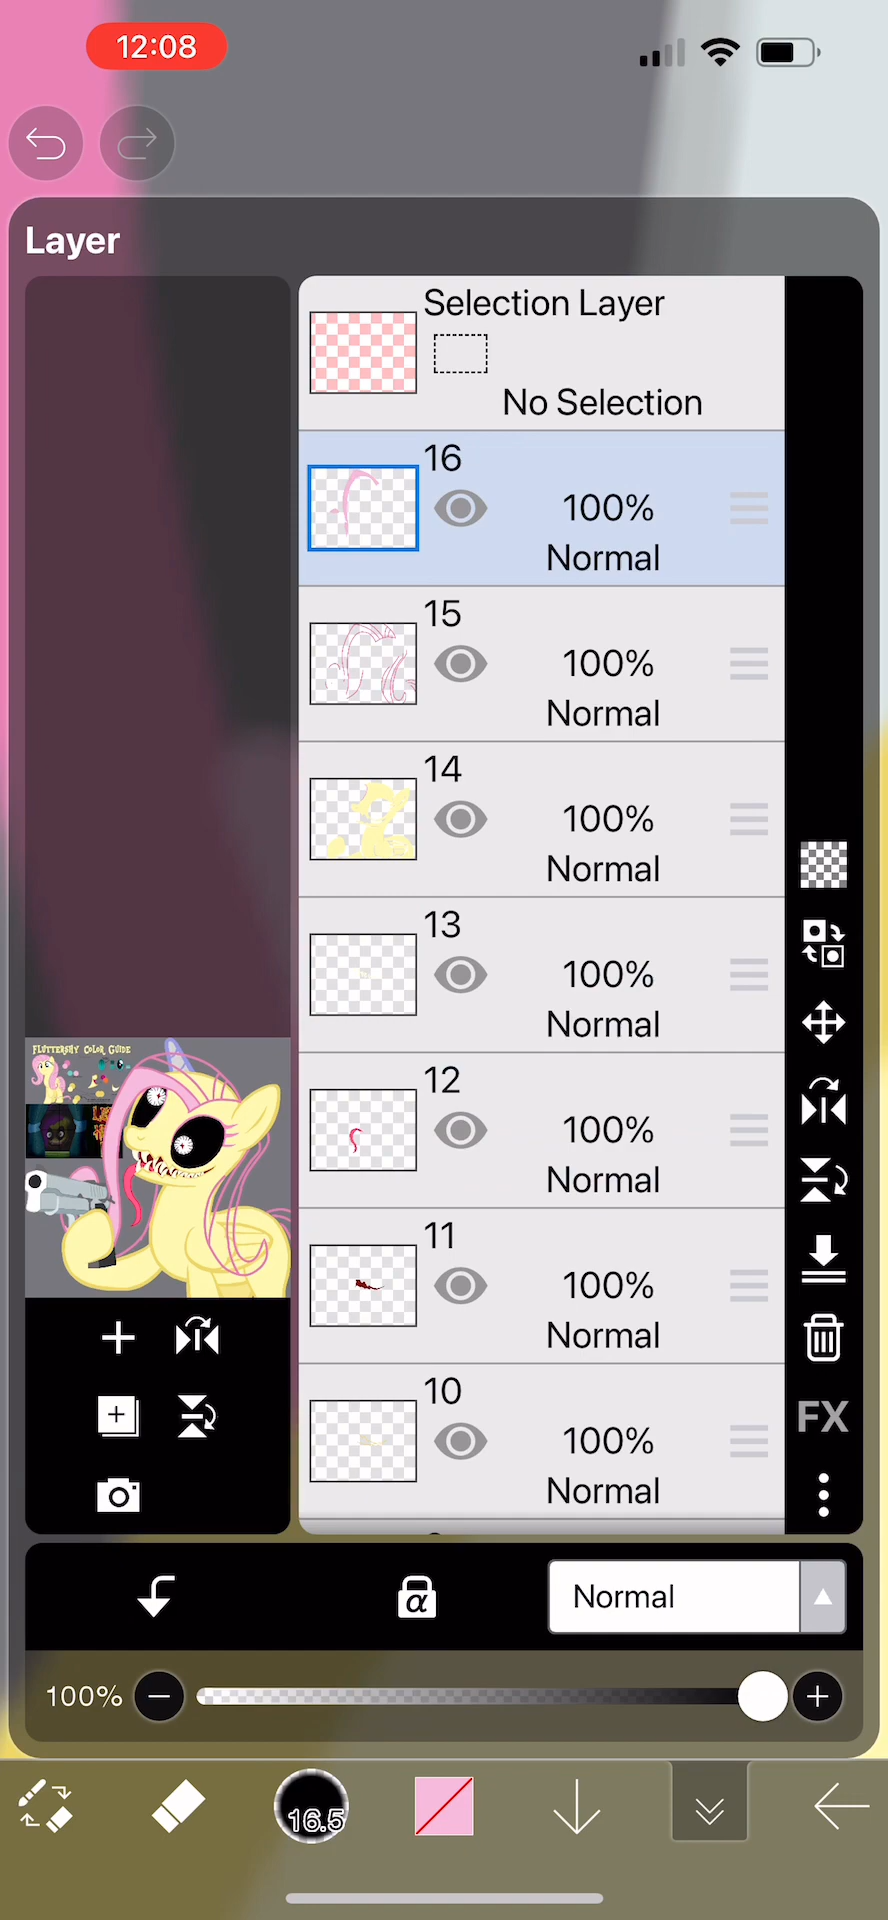 12:08
Layer
Selection Layer
No Selection
16
100%
Normal
15
100%
Normal
14
100%
Normal
13
100%
Normal
12
100%
Normal
11
100%
Normal
10
100%
Normal
FLUTTERSHY COLOR GUIDE
FX
α
Normal
100%
16.5